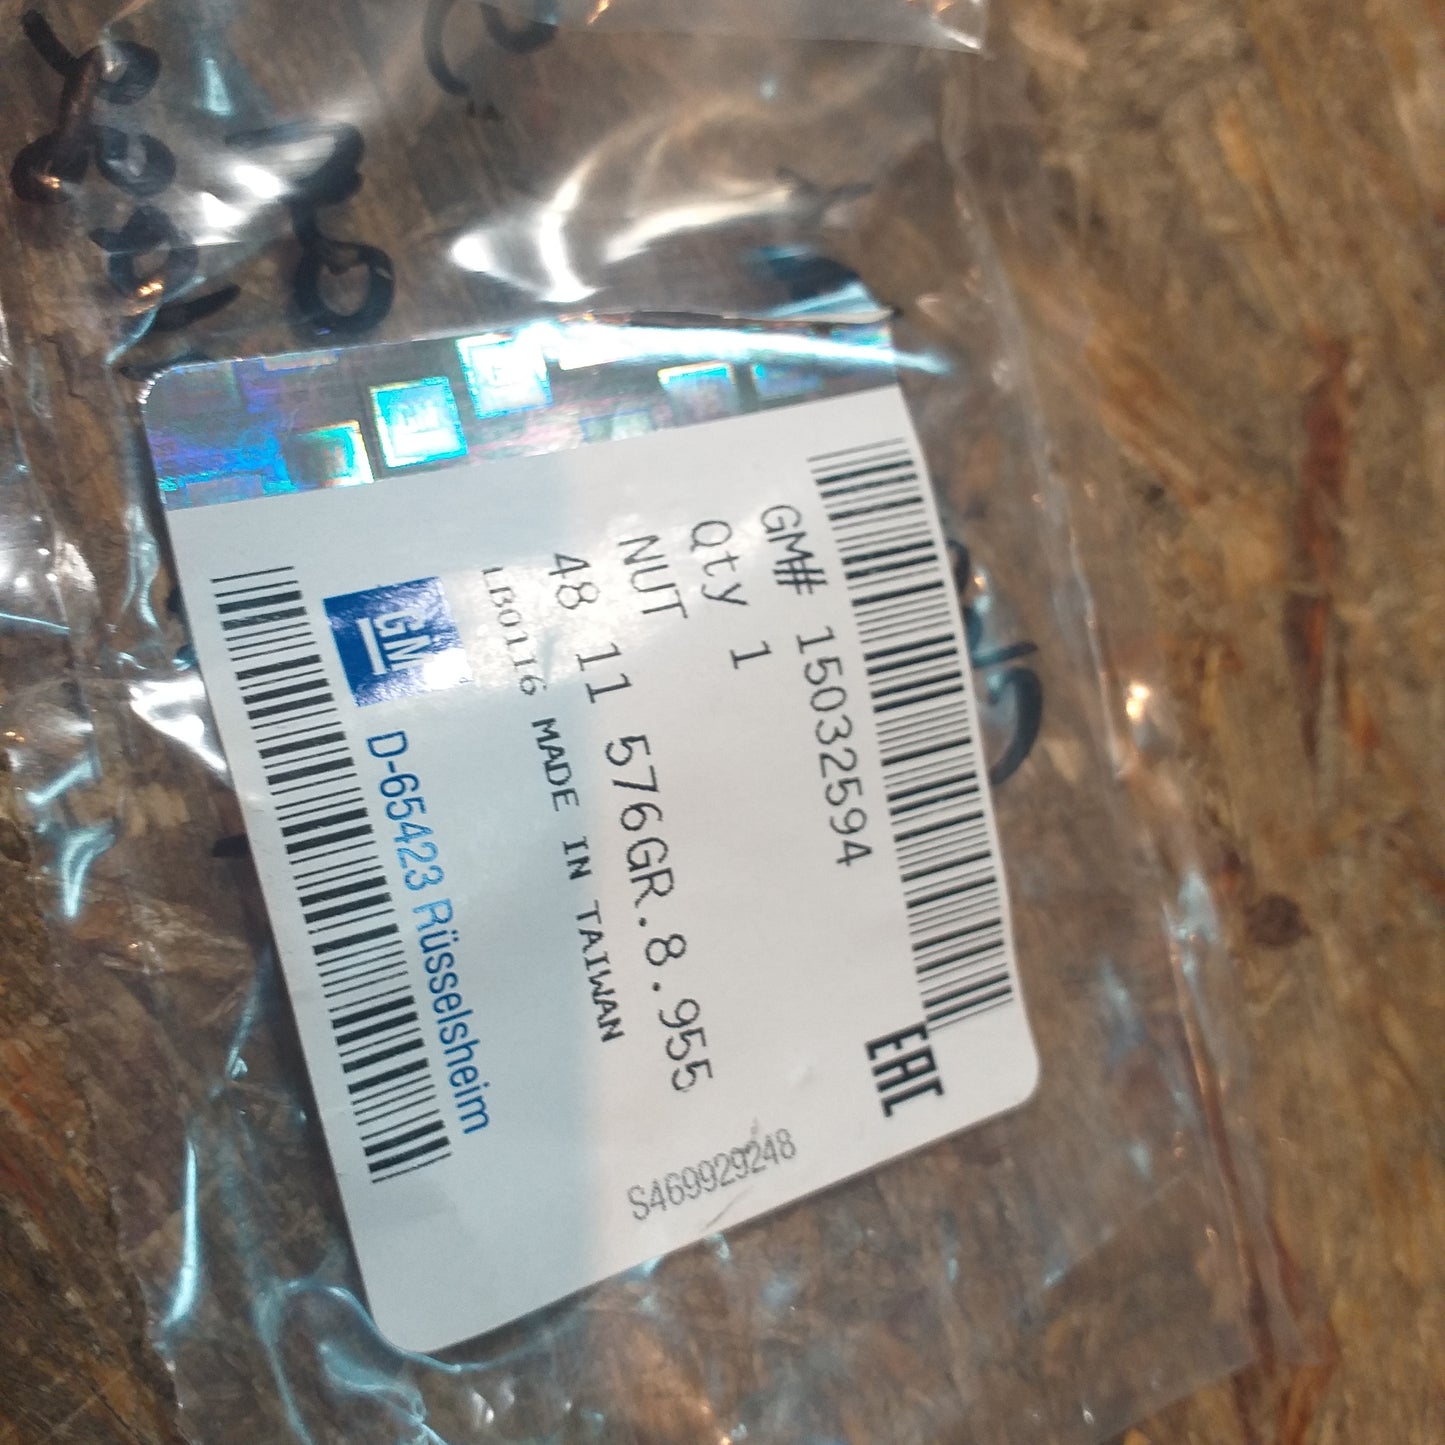 GM# 15032594
Qty 1
NUT
48 11 576GR.8.955
LB0116 MADE IN TAIWAN
GM
D-65423 Rüsselsheim
EAC
S469929248